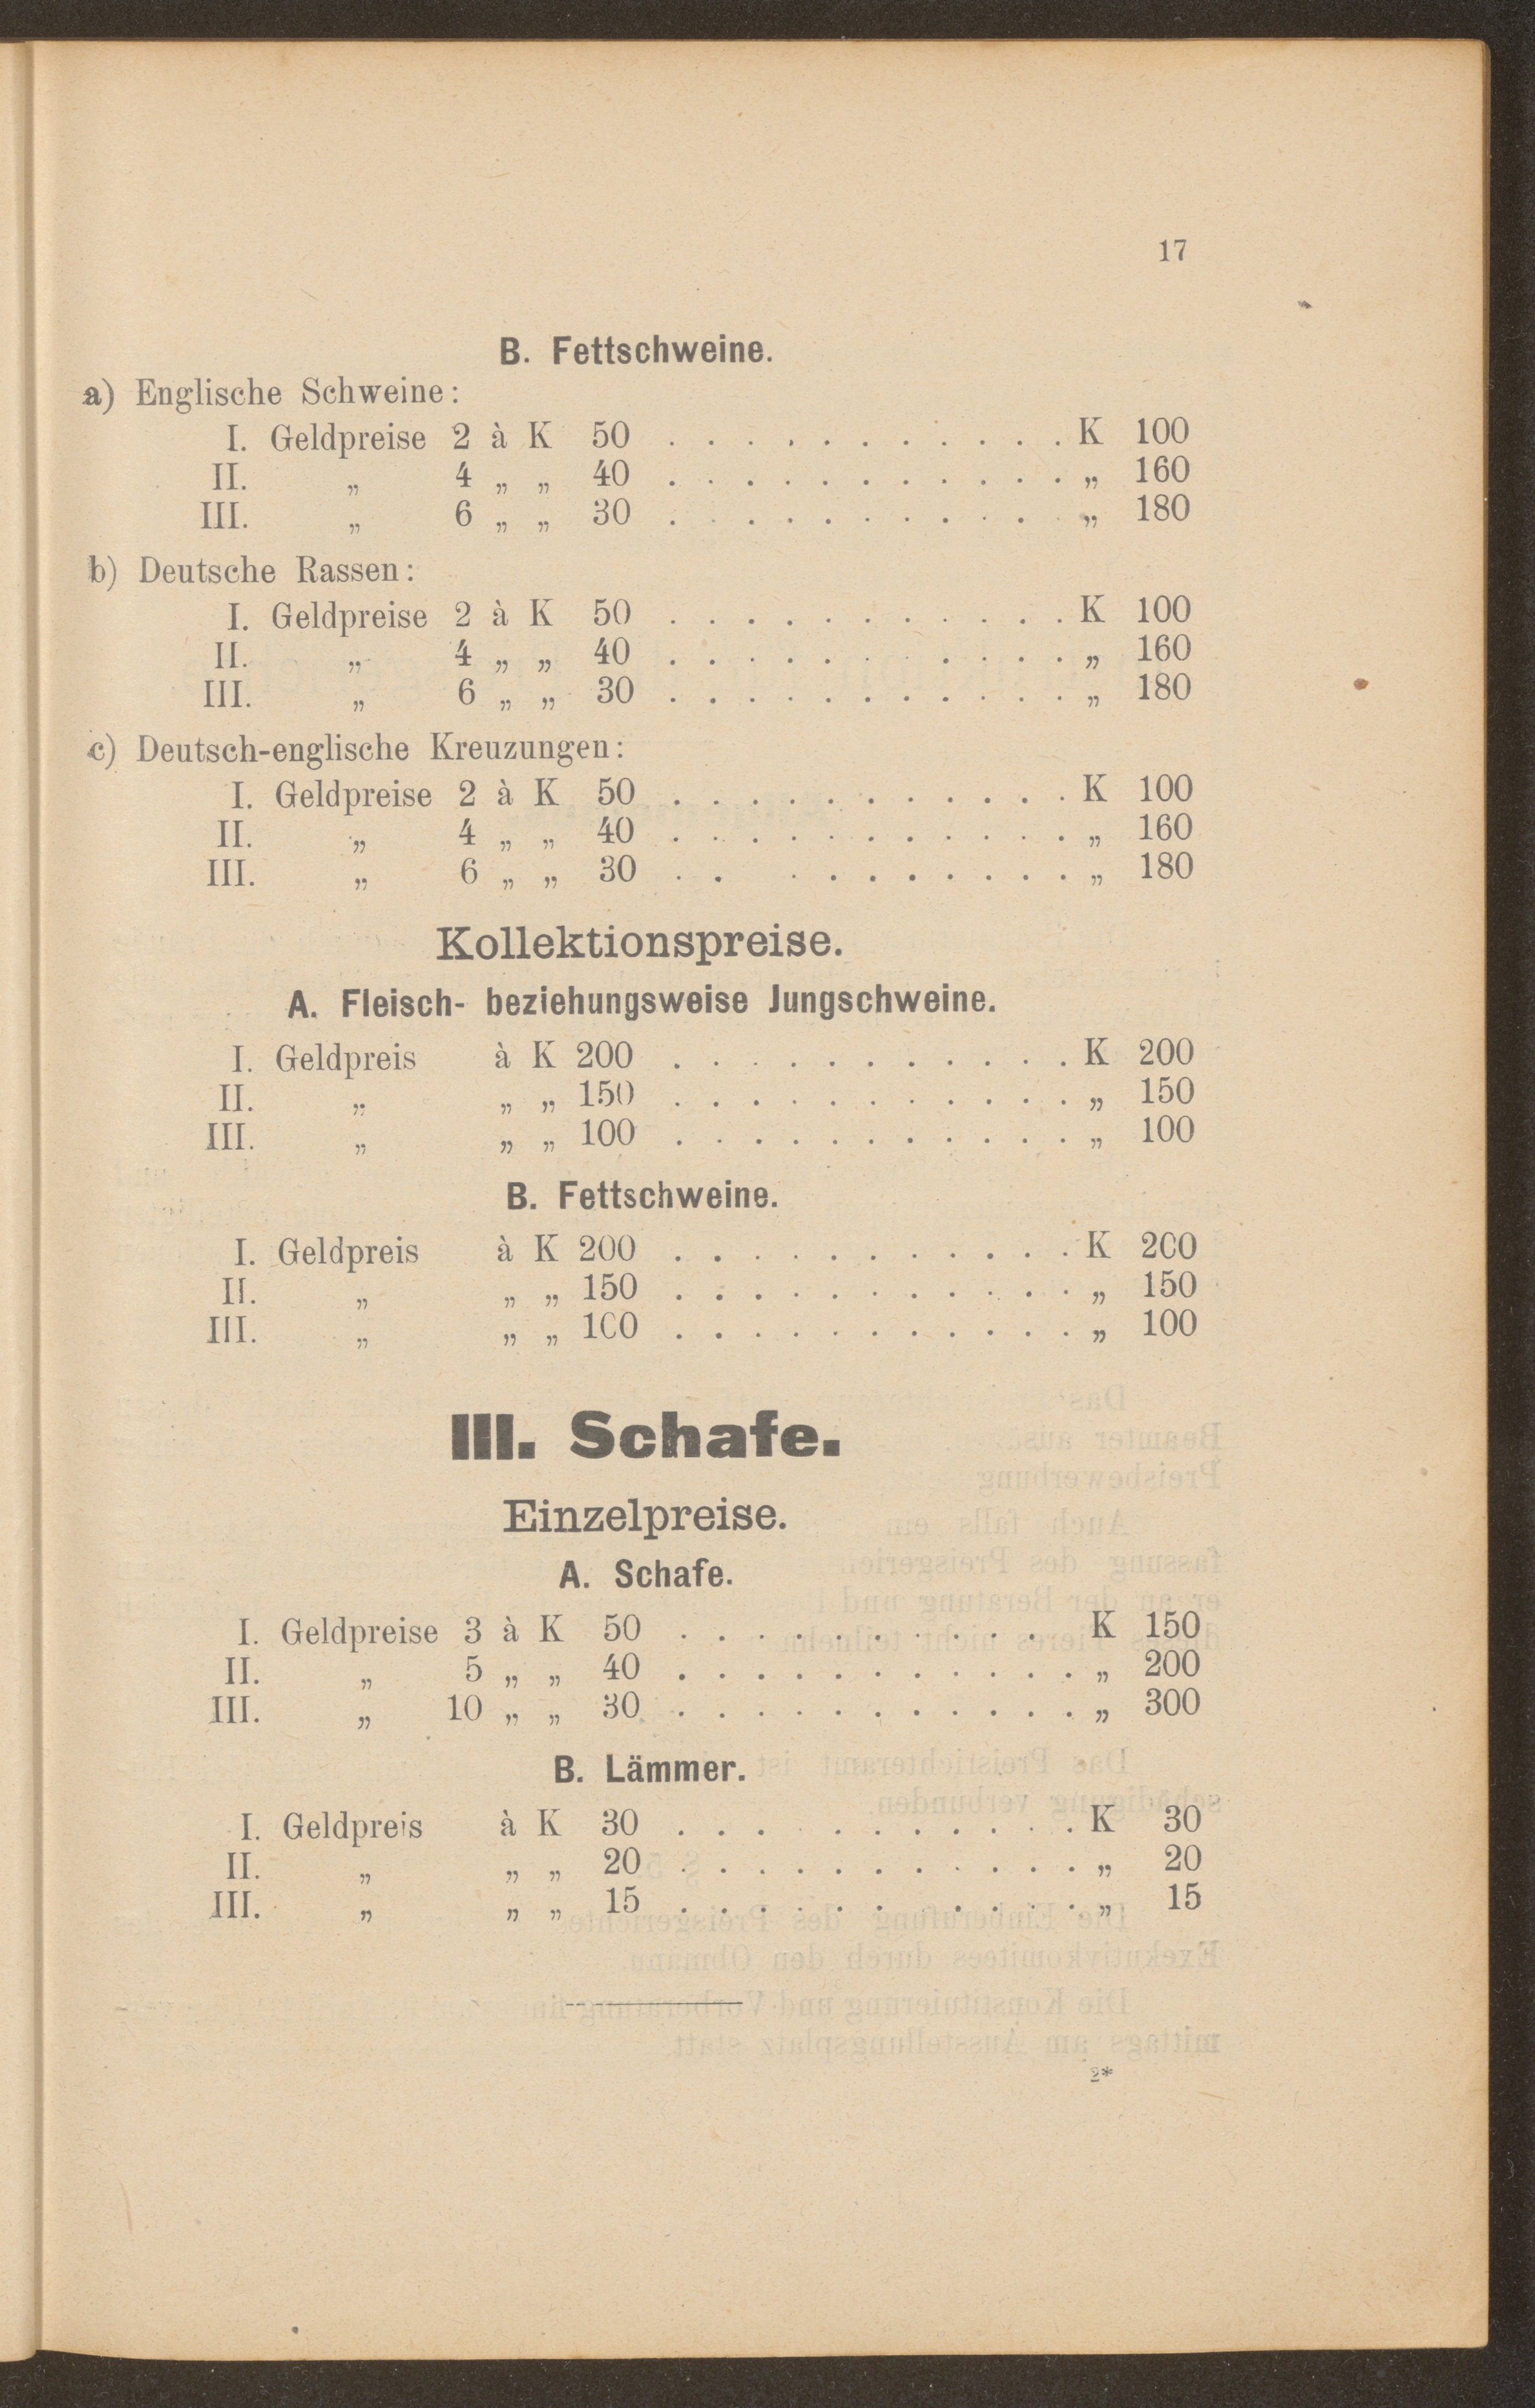 17
B. Fettschweine.
a) Englische Schweine:
I. Geldpreise 2 à K 50 . . . . . . . . . . . K 100
II. „ 4 „ „ 40 . . . . . . . . . . . „ 160
III. „ 6 „ „ 30 . . . . . . . . . . . „ 180
b) Deutsche Rassen:
I. Geldpreise 2 à K 50 . . . . . . . . . . . K 100
II. „ 4 „ „ 40 . . . . . . . . . . . „ 160
III. „ 6 „ „ 30 . . . . . . . . . . . „ 180
c) Deutsch-englische Kreuzungen:
I. Geldpreise 2 à K 50 . . . . . . . . . . . K 100
II. „ 4 „ „ 40 . . . . . . . . . . . „ 160
III. „ 6 „ „ 30 . . . . . . . . . . „ 180
Kollektionspreise.
A. Fleisch- beziehungsweise Jungschweine.
I. Geldpreis à K 200 . . . . . . . . . . . K 200
II. „ „ „ 150 . . . . . . . . . . . „ 150
III. „ „ „ 100 . . . . . . . . . . . „ 100
B. Fettschweine.
I. Geldpreis à K 200 . . . . . . . . . . . K 200
II. „ „ „ 150 . . . . . . . . . . . „ 150
III. „ „ „ 100 . . . . . . . . . . . „ 100
III. Schafe.
Einzelpreise.
A. Schafe.
I. Geldpreise 3 à K 50 . . . . . . . . . . K 150
II. „ 5 „ „ 40 . . . . . . . . . . . „ 200
III. „ 10 „ „ 30 . . . . . . . . . . . „ 300
B. Lämmer.
I. Geldpreis à K 30 . . . . . . . . . . K 30
II. „ „ „ 20 . . . . . . . . . . . „ 20
III. „ „ „ 15 . . . . . . . . . . . „ 15
2*